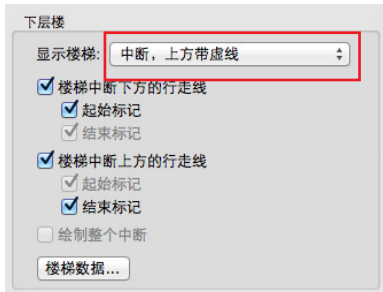 下层楼
显示楼梯: 中断，上方带虚线
楼梯中断下方的行走线
起始标记
结束标记
楼梯中断上方的行走线
起始标记
结束标记
绘制整个中断
楼梯数据...